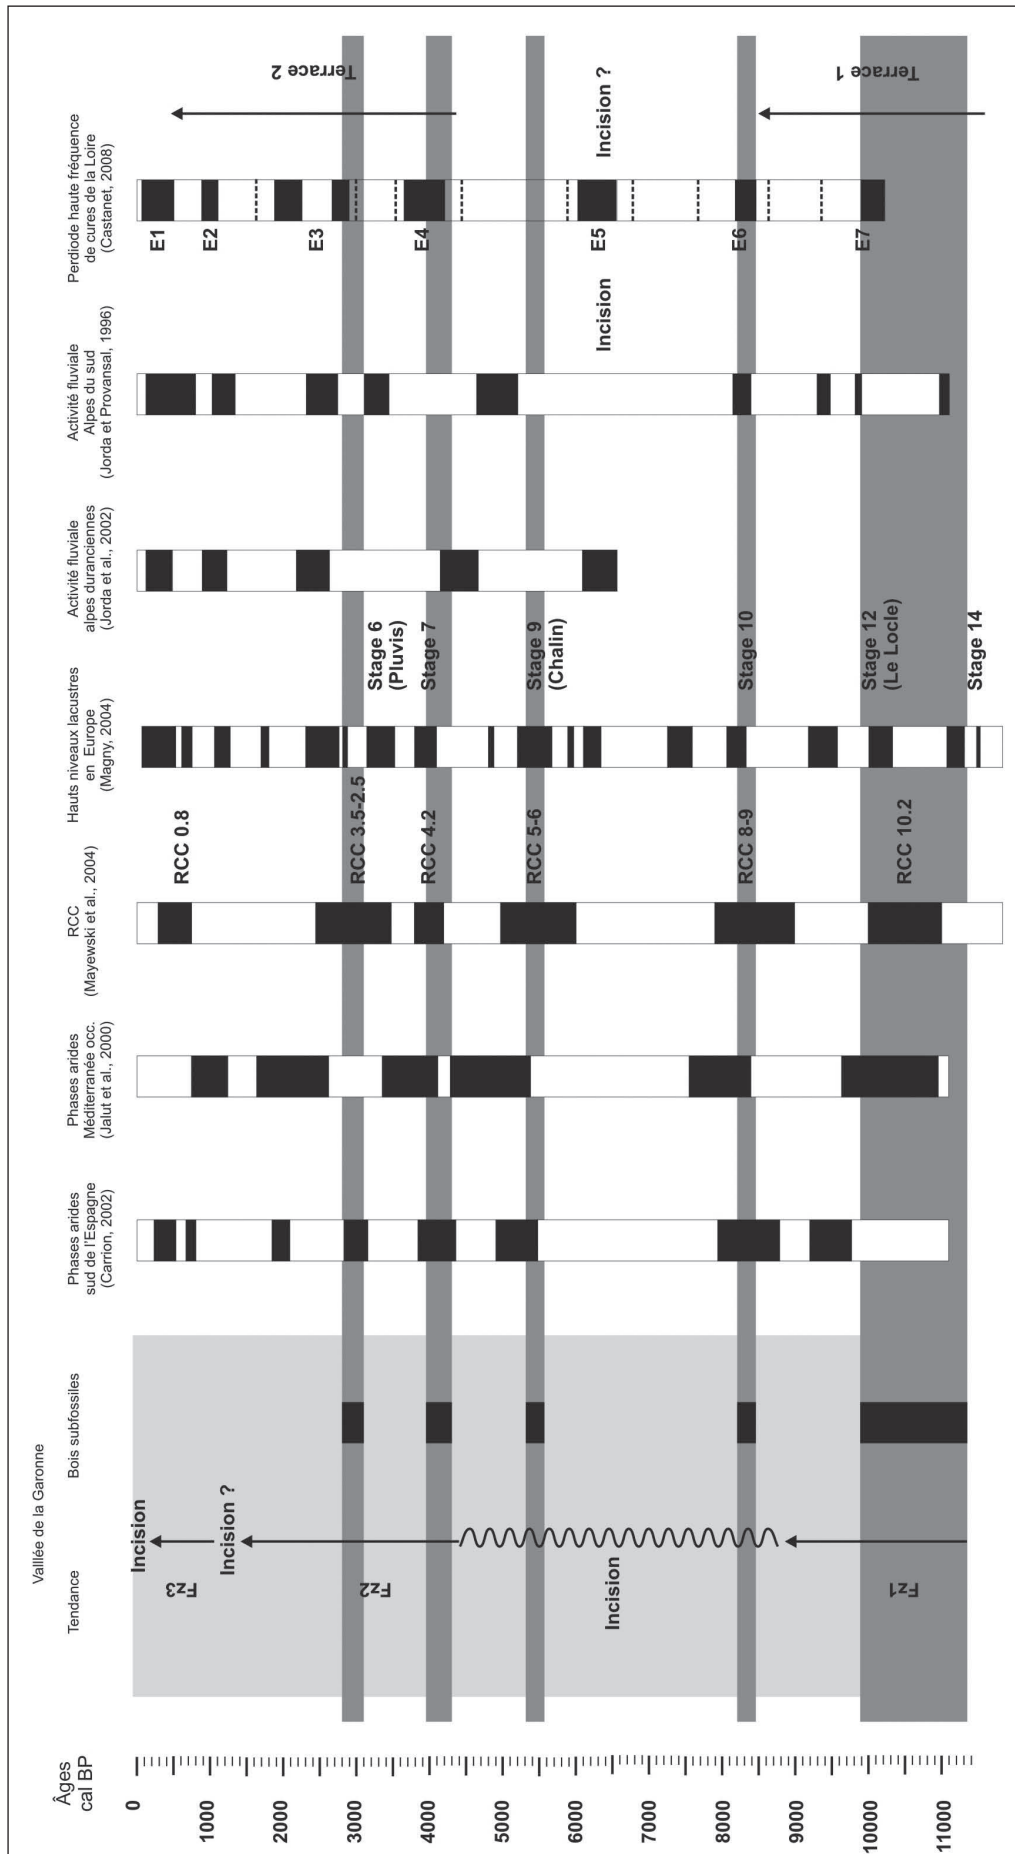 Valllée de la Garonne
Âges
cal BP
Tendance
Bois subfossiles
Phases arides
sud de l'Espagne
(Carrion, 2002)
Phases arides
Méditerranée occ.
(Jalut et al., 2000)
RCC
(Mayewski et al., 2004)
Hauts niveaux lacustres
en Europe
(Magny, 2004)
Activité fluviale
alpes duranciennes
(Jorda et al., 2002)
Activité fluviale
Alpes du sud
(Jorda et Provansal, 1996)
Perdiode haute fréquence
de cures de la Loire
(Castanet, 2008)
0
1000
2000
3000
4000
5000
6000
7000
8000
9000
10000
11000
Incision
Fz3
Incision ?
Fz2
Incision
Fz1
RCC 0.8
RCC 3.5-2.5
RCC 4.2
RCC 5-6
RCC 8-9
RCC 10.2
Stage 6
(Pluvis)
Stage 7
Stage 9
(Chalin)
Stage 10
Stage 12
(Le Locle)
Stage 14
Incision
E1
E2
E3
E4
E5
E6
E7
Terrace 2
Incision ?
Terrace 1